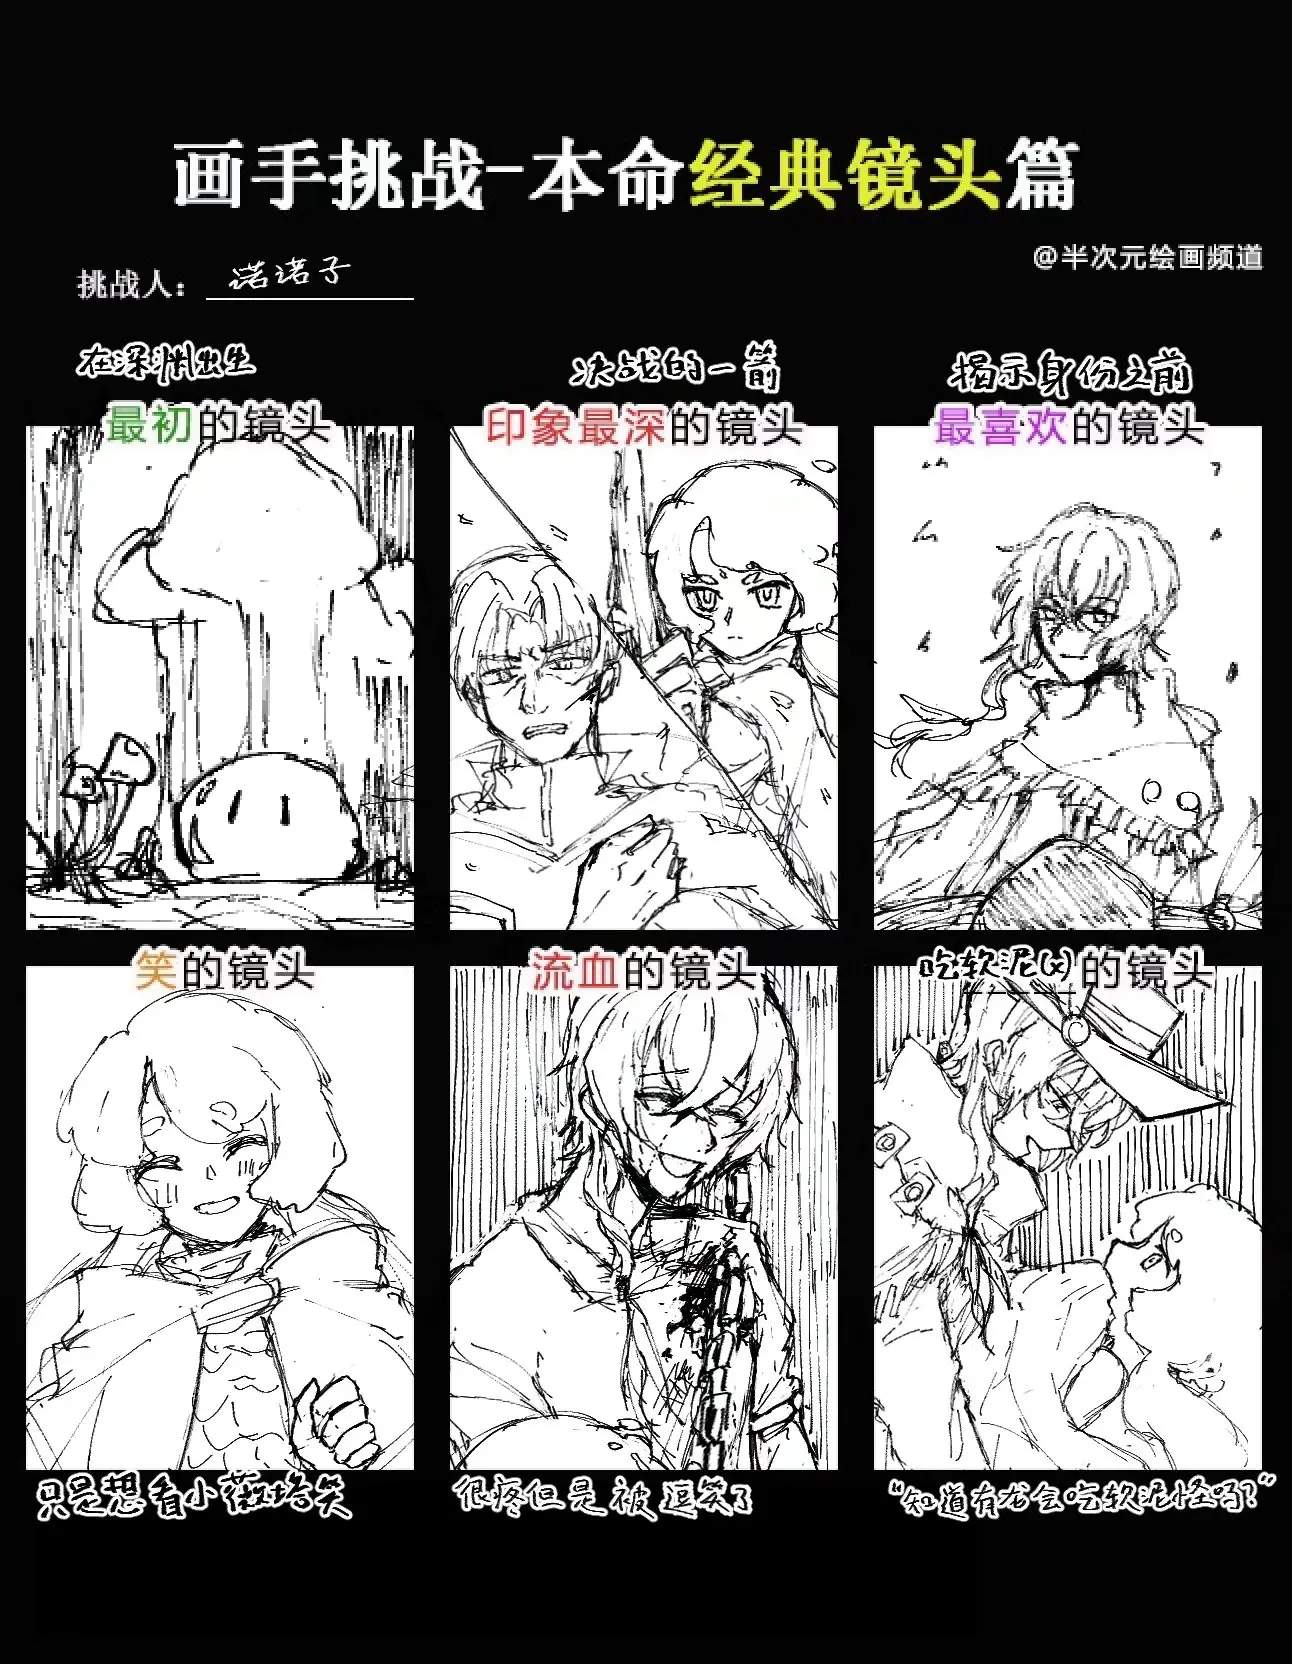 画手挑战-本命经典镜头篇
@半次元绘画频道
挑战人：诺诺子
在深渊出生
最初的镜头
决战的一箭
印象最深的镜头
揭示身份之前
最喜欢的镜头
笑的镜头
流血的镜头
吃软泥(x)的镜头
只是想看小薇塔笑
很疼但是被逗笑了
“知道有龙会吃软泥怪吗?”